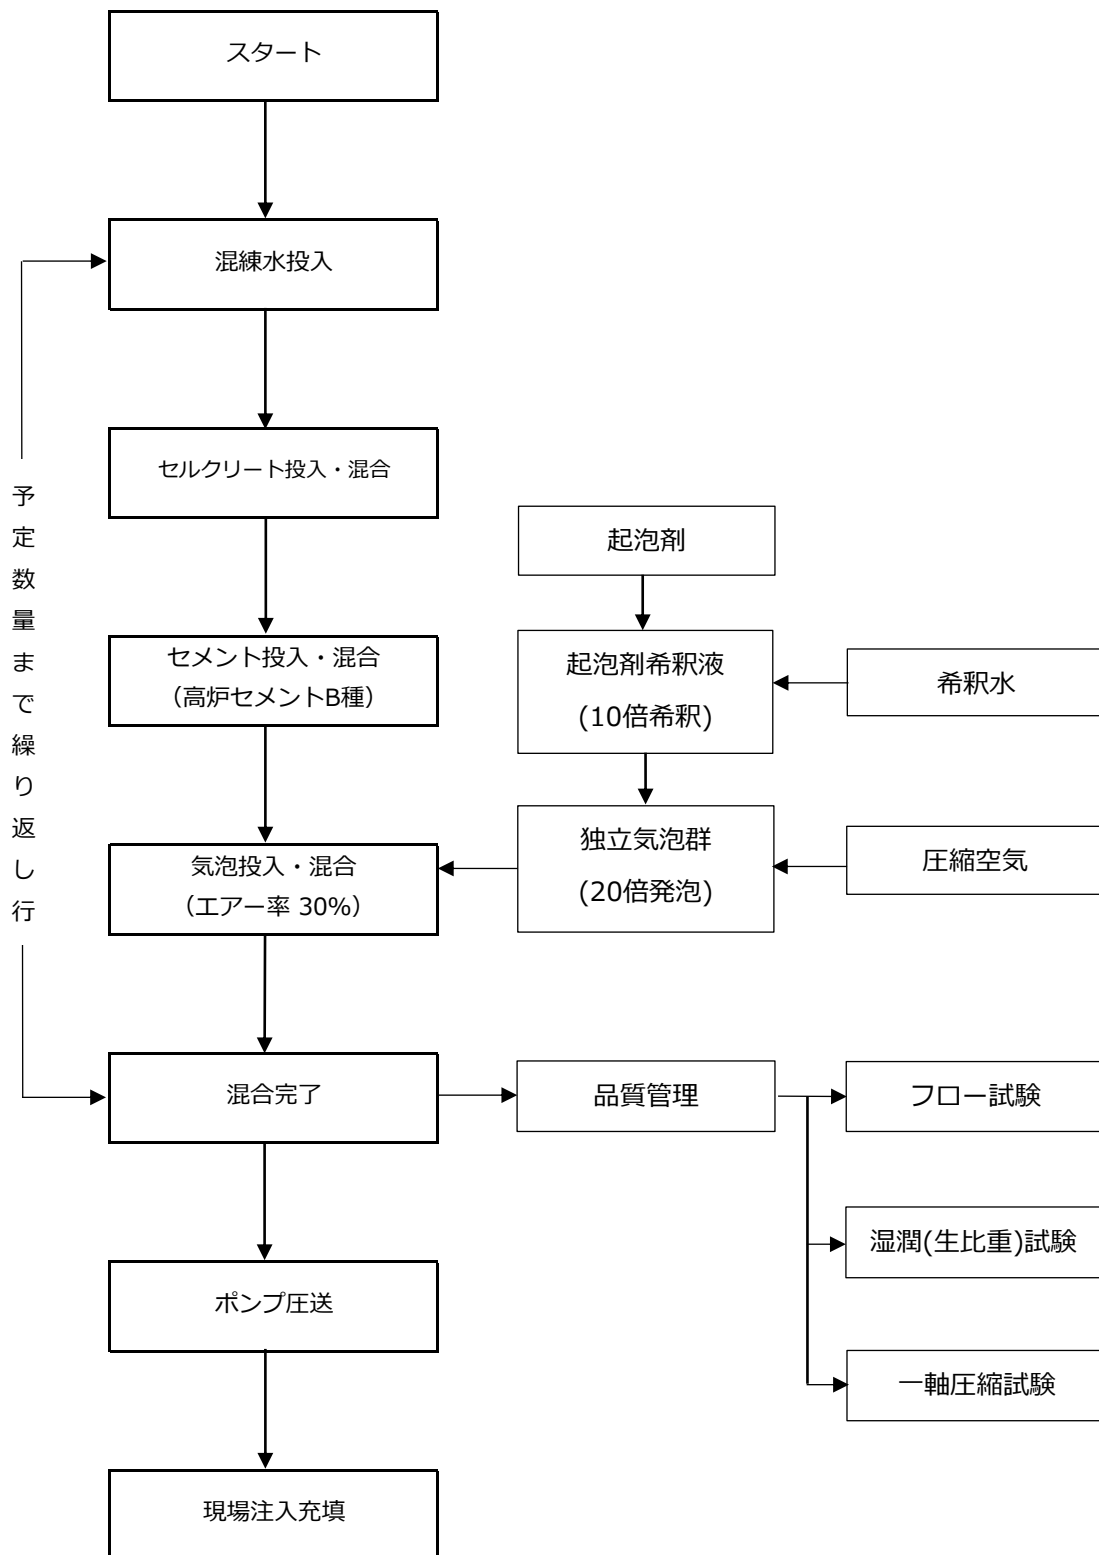 スタート
混練水投入
セルクリート投入・混合
予定数量まで繰り返し行
起泡剤
セメント投入・混合
（高炉セメントB種）
起泡剤希釈液
(10倍希釈)
希釈水
気泡投入・混合
（エアー率 30%）
独立気泡群
(20倍発泡)
圧縮空気
混合完了
品質管理
フロー試験
湿潤(生比重)試験
ポンプ圧送
一軸圧縮試験
現場注入充填